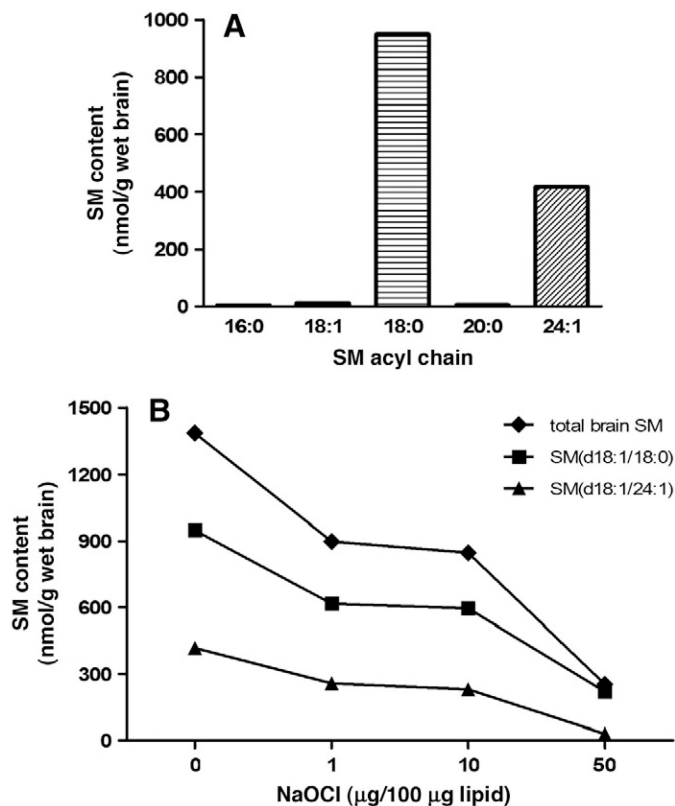 A
SM content
(nmol/g wet brain)
1000
800
600
400
200
0
16:0 18:1 18:0 20:0 24:1
SM acyl chain
B
SM content
(nmol/g wet brain)
1500
1200
900
600
300
0
total brain SM
SM(d18:1/18:0)
SM(d18:1/24:1)
0 1 10 50
NaOCl (μg/100 μg lipid)